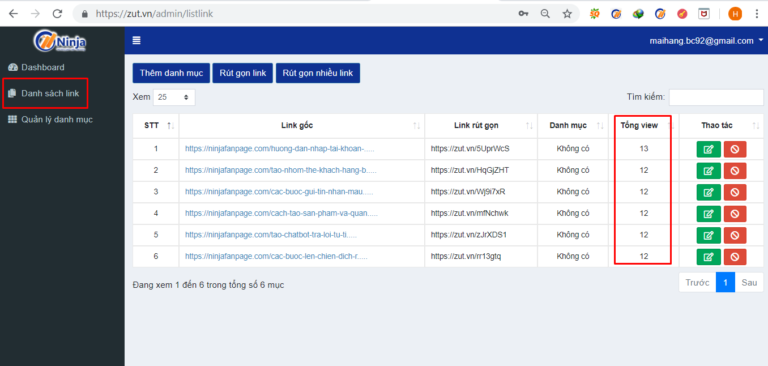 https://zut.vn/admin/listlink
H
Ninja
maihang.bc92@gmail.com
Dashboard
Danh sách link
Quản lý danh mục
Thêm danh mục Rút gọn link Rút gọn nhiều link
Xem 25 Tìm kiếm:
STT Link gốc Link rút gọn Danh mục Tổng view Thao tác
1 https://ninjafanpage.com/huong-dan-nhap-tai-khoan-..... https://zut.vn/5UprWcS Không có 13
2 https://ninjafanpage.com/tao-nhom-the-khach-hang-b..... https://zut.vn/HqGjZHT Không có 12
3 https://ninjafanpage.com/cac-buoc-gui-tin-nhan-mau..... https://zut.vn/Wj9i7xR Không có 12
4 https://ninjafanpage.com/cach-tao-san-pham-va-quan..... https://zut.vn/mfNchwk Không có 12
5 https://ninjafanpage.com/tao-chatbot-tra-loi-tu-ti..... https://zut.vn/zJrXDS1 Không có 12
6 https://ninjafanpage.com/cac-buoc-len-chien-dich-r..... https://zut.vn/rr13gtq Không có 12
Đang xem 1 đến 6 trong tổng số 6 mục
Trước 1 Sau